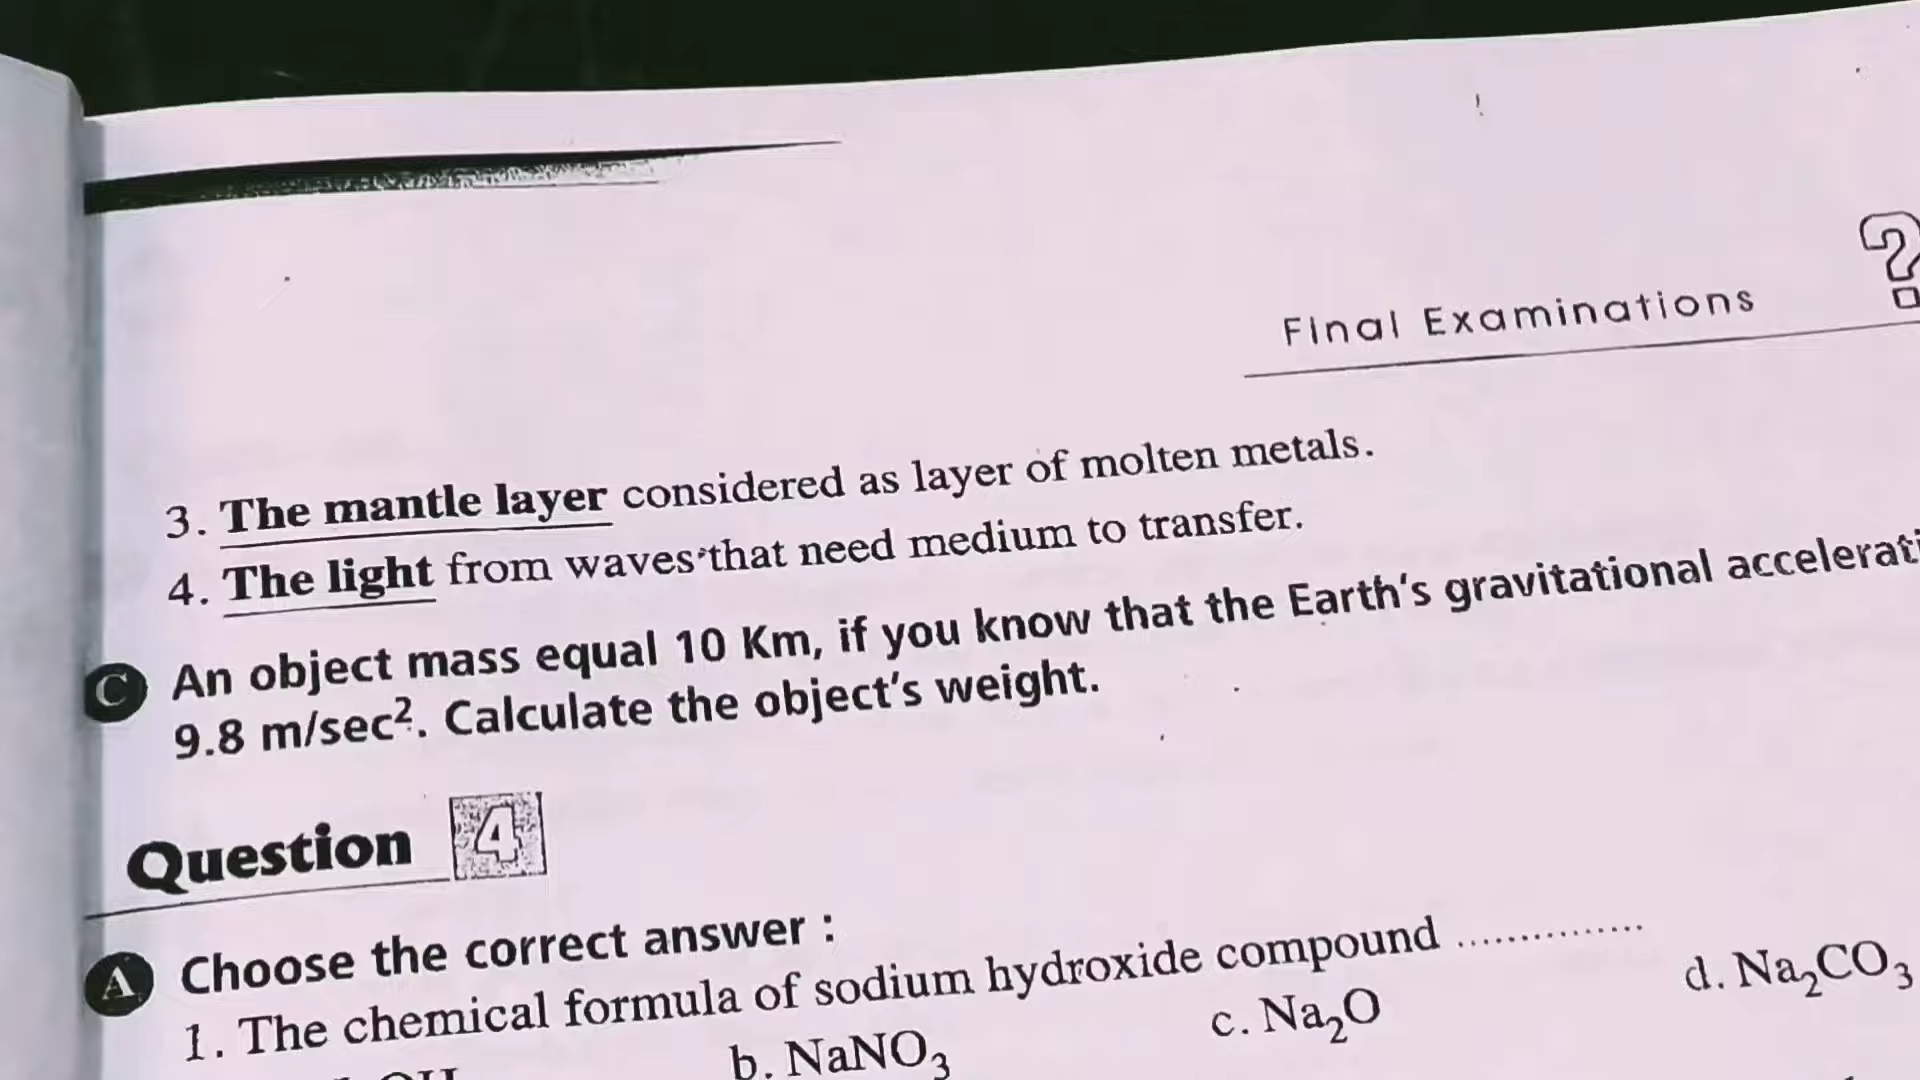 Final Examinations
?
3. The mantle layer considered as layer of molten metals.
4. The light from waves that need medium to transfer.
C An object mass equal 10 Km, if you know that the Earth's gravitational
9.8 m/sec². Calculate the object's weight.
Question 4
A Choose the correct answer :
1. The chemical formula of sodium hydroxide compound ...............
b. NaNO₃ c. Na₂O d. Na₂CO₃